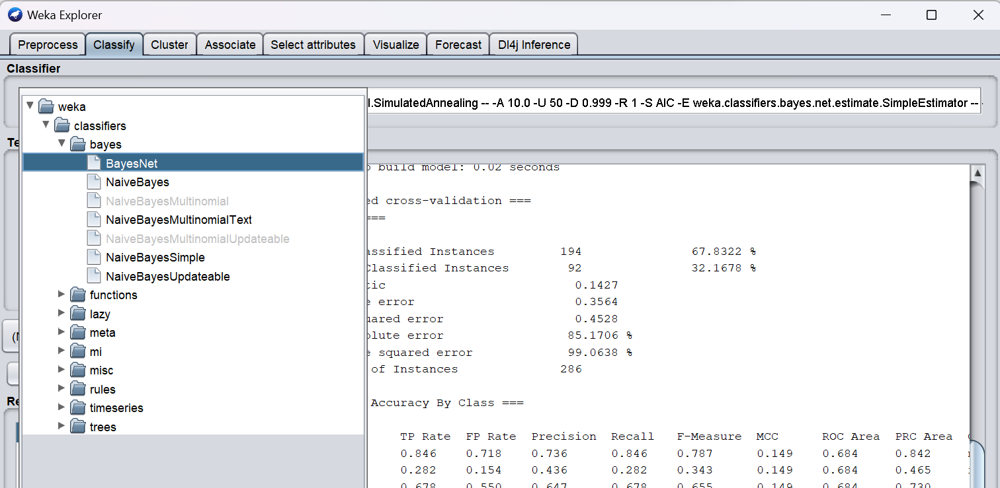 Weka Explorer
Preprocess Classify Cluster Associate Select attributes Visualize Forecast Dl4j Inference
Classifier
.SimulatedAnnealing -- -A 10.0 -U 50 -D 0.999 -R 1 -S AIC -E weka.classifiers.bayes.net.estimate.SimpleEstimator --
weka
classifiers
bayes
BayesNet
NaiveBayes
NaiveBayesMultinomial
NaiveBayesMultinomialText
NaiveBayesMultinomialUpdateable
NaiveBayesSimple
NaiveBayesUpdateable
functions
lazy
meta
mi
misc
rules
timeseries
trees
Te
(
Re
build model: 0.02 seconds
ed cross-validation ===
===
assified Instances 194 67.8322 %
Classified Instances 92 32.1678 %
tic 0.1427
e error 0.3564
uared error 0.4528
olute error 85.1706 %
e squared error 99.0638 %
of Instances 286
Accuracy By Class ===
TP Rate FP Rate Precision Recall F-Measure MCC ROC Area PRC Area
0.846 0.718 0.736 0.846 0.787 0.149 0.684 0.842
0.282 0.154 0.436 0.282 0.343 0.149 0.684 0.465
0.678 0.550 0.647 0.678 0.655 0.149 0.684 0.730